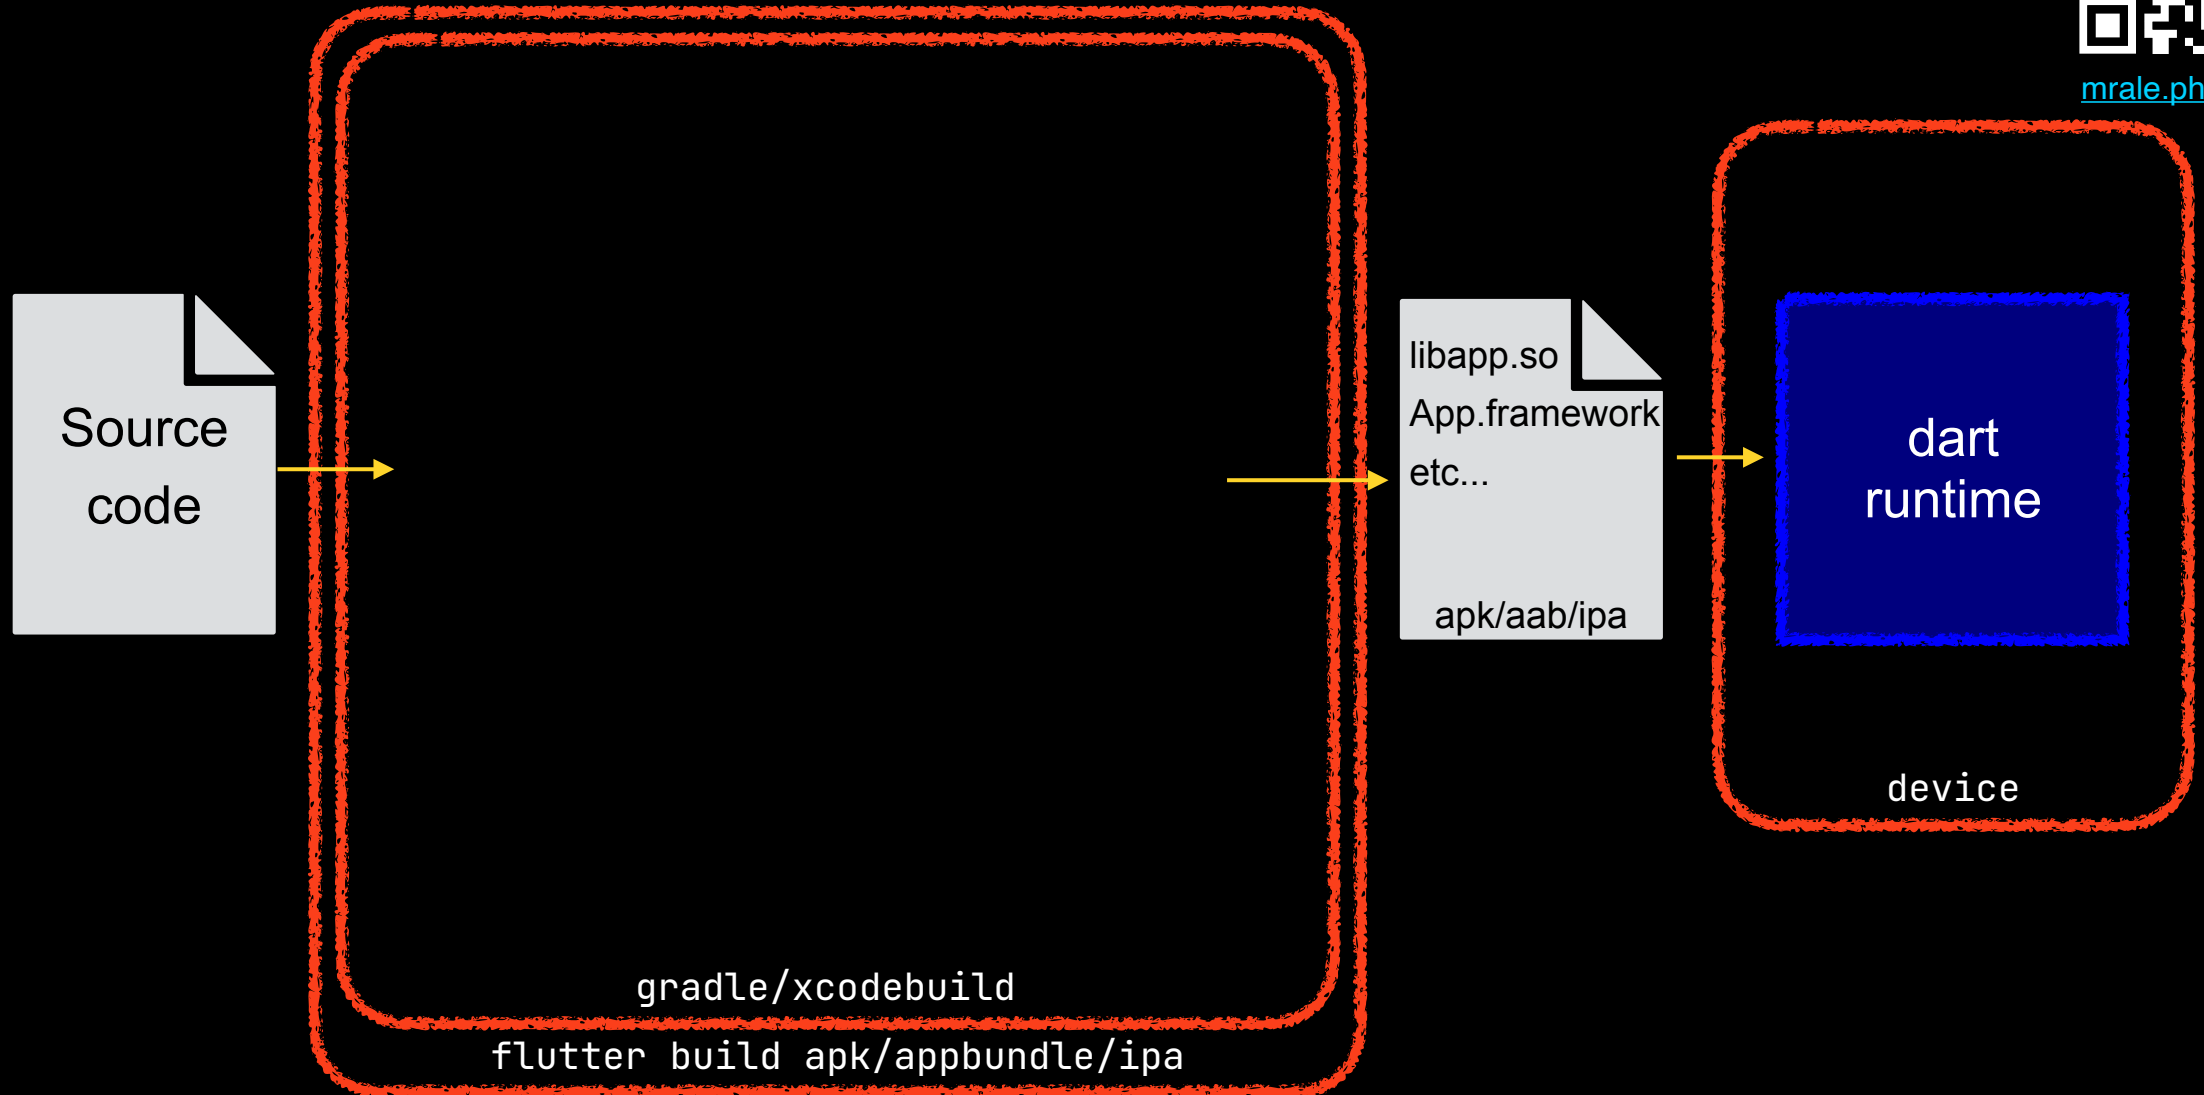 mrale.ph
Source
code
libapp.so
App.framework
etc...
apk/aab/ipa
dart
runtime
device
gradle/xcodebuild
flutter build apk/appbundle/ipa